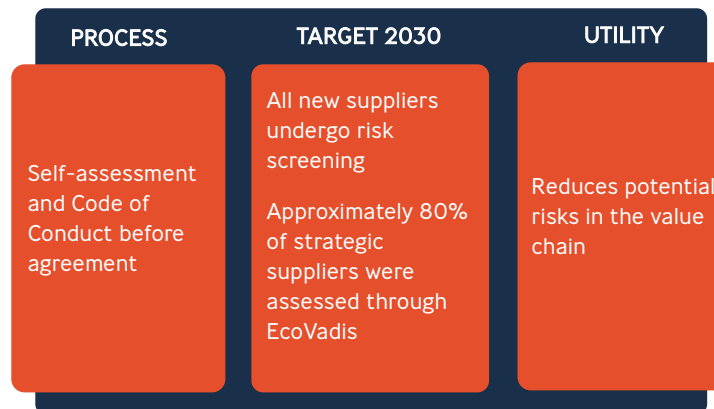 PROCESS
Self-assessment
and Code of
Conduct before
agreement
TARGET 2030
All new suppliers
undergo risk
screening
Approximately 80%
of strategic
suppliers were
assessed through
EcoVadis
UTILITY
Reduces potential
risks in the value
chain